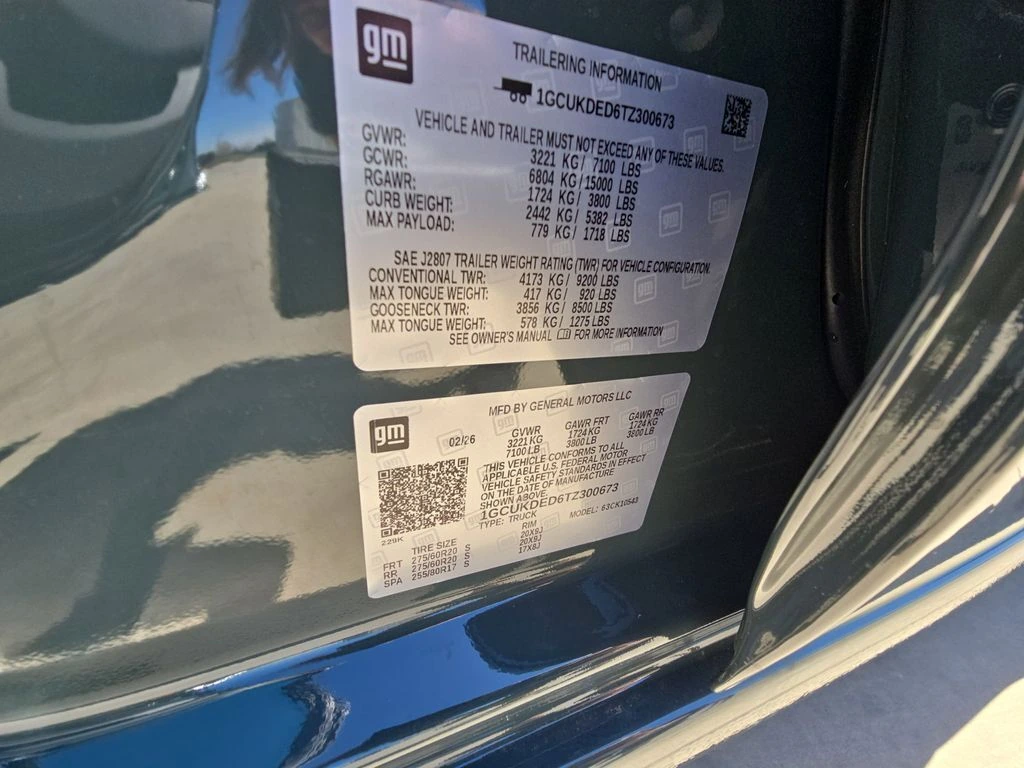 gm
TRAILERING INFORMATION
88 1GCUKDED6TZ300673
VEHICLE AND TRAILER MUST NOT EXCEED ANY OF THESE VALUES.
GVWR: 3221 KG / 7100 LBS
GCWR: 6804 KG / 15000 LBS
RGAWR: 1724 KG / 3800 LBS
CURB WEIGHT: 2442 KG / 5382 LBS
MAX PAYLOAD: 779 KG / 1718 LBS
SAE J2807 TRAILER WEIGHT RATING (TWR) FOR VEHICLE CONFIGURATION.
CONVENTIONAL TWR: 4173 KG / 9200 LBS
MAX TONGUE WEIGHT: 417 KG / 920 LBS
GOOSENECK TWR: 3856 KG / 8500 LBS
MAX TONGUE WEIGHT: 578 KG / 1275 LBS
SEE OWNER'S MANUAL FOR MORE INFORMATION
gm
MFD BY GENERAL MOTORS LLC
02/26 GVWR GAWR FRT GAWR RR
3221 KG 1724 KG 1724 KG
7100 LB 3800 LB 3800 LB
THIS VEHICLE CONFORMS TO ALL
APPLICABLE U.S. FEDERAL MOTOR
VEHICLE SAFETY STANDARDS IN EFFECT
ON THE DATE OF MANUFACTURE
SHOWN ABOVE.
1GCUKDED6TZ300673
TYPE: TRUCK MODEL: 63CK10543
229K
TIRE SIZE RIM
FRT 275/60R20 S 20X9J
RR 275/60R20 S 20X9J
SPA 255/80R17 S 17X8J